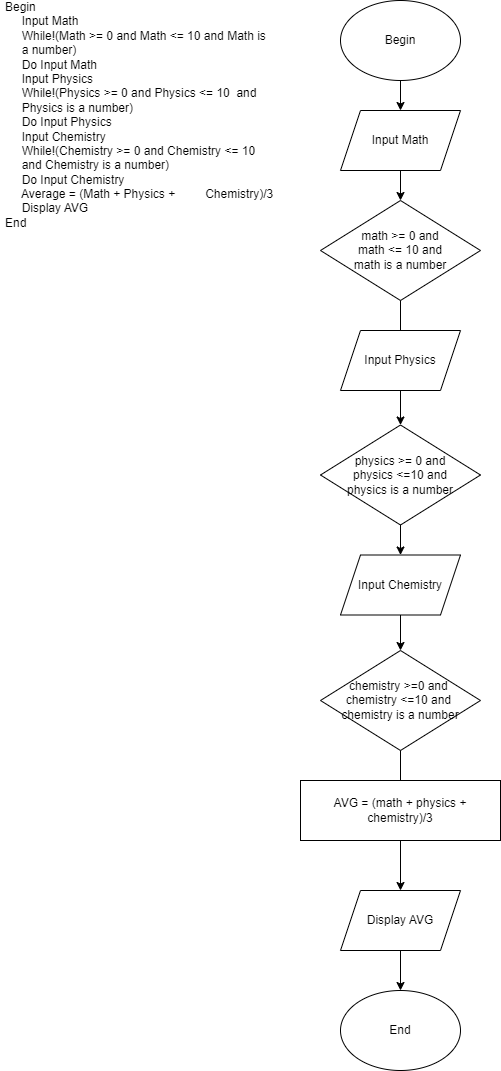 Begin
Input Math
While!(Math >= 0 and Math <= 10 and Math is
a number)
Do Input Math
Input Physics
While!(Physics >= 0 and Physics <= 10  and
Physics is a number)
Do Input Physics
Input Chemistry
While!(Chemistry >= 0 and Chemistry <= 10
and Chemistry is a number)
Do Input Chemistry
Average = (Math + Physics +         Chemistry)/3
Display AVG
End
Begin
Input Math
math >= 0 and
math <= 10 and
math is a number
Input Physics
physics >= 0 and
physics <=10 and
physics is a number
Input Chemistry
chemistry >=0 and
chemistry <=10 and
chemistry is a number
AVG = (math + physics +
chemistry)/3
Display AVG
End